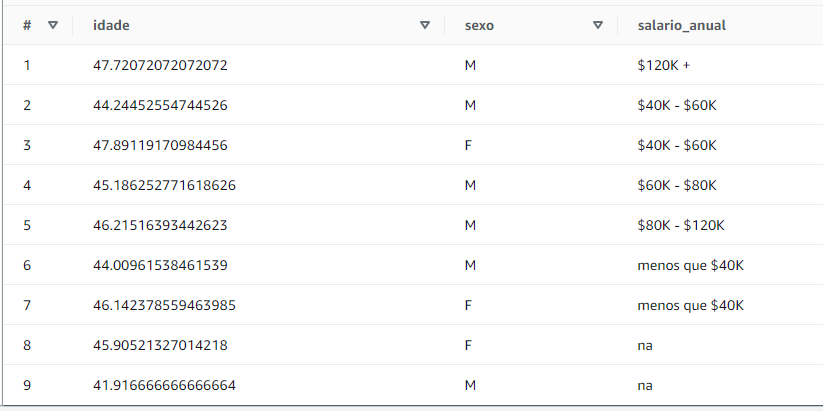 # idade sexo salario_anual
1 47.72072072072072 M $120K +
2 44.24452554744526 M $40K - $60K
3 47.89119170984456 F $40K - $60K
4 45.186252771618626 M $60K - $80K
5 46.21516393442623 M $80K - $120K
6 44.00961538461539 M menos que $40K
7 46.142378559463985 F menos que $40K
8 45.90521327014218 F na
9 41.916666666666664 M na